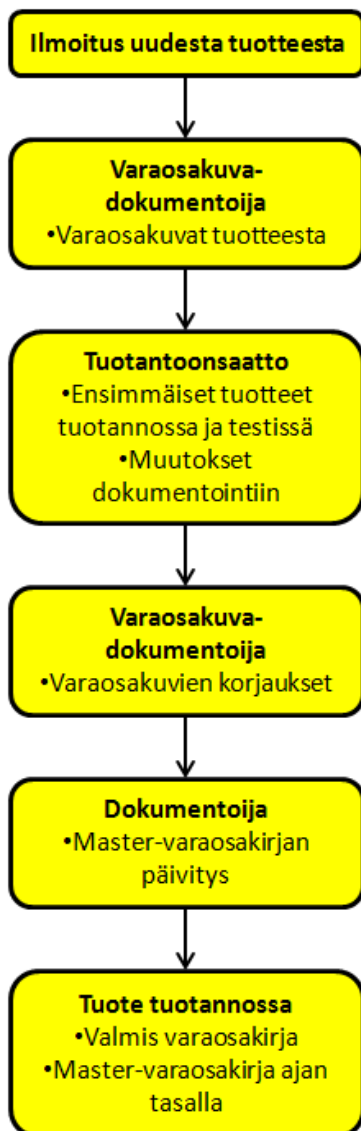 Ilmoitus uudesta tuotteesta
Varaosakuva-
dokumentoija
•Varaosakuvat tuotteesta
Tuotantoonsaatto
•Ensimmäiset tuotteet
tuotannossa ja testissä
•Muutokset
dokumentointiin
Varaosakuva-
dokumentoija
•Varaosakuvien korjaukset
Dokumentoija
•Master-varaosakirjan
päivitys
Tuote tuotannossa
•Valmis varaosakirja
•Master-varaosakirja ajan
tasalla